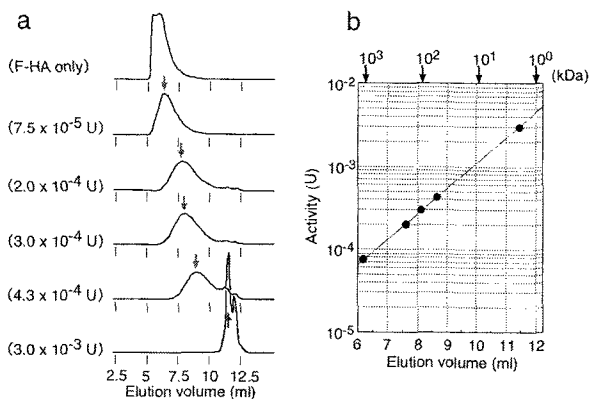 a
(F-HA only)
(7.5 x 10⁻⁵ U)
(2.0 x 10⁻⁴ U)
(3.0 x 10⁻⁴ U)
(4.3 x 10⁻⁴ U)
(3.0 x 10⁻³ U)
2.5 5 7.5 10 12.5
Elution volume (ml)
b
10³ 10² 10¹ 10⁰ (kDa)
10⁻²
10⁻³
10⁻⁴
10⁻⁵
Activity (U)
6 7 8 9 10 11 12
Elution volume (ml)